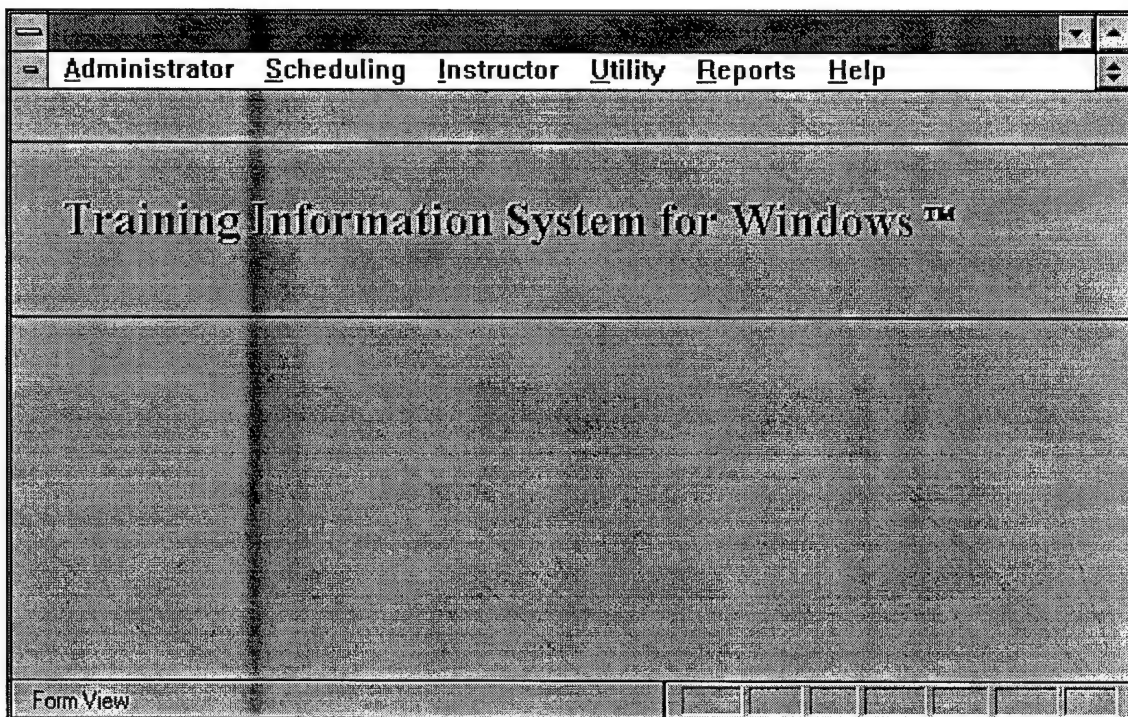 Administrator Scheduling Instructor Utility Reports Help
Training Information System for Windows ™
Form View